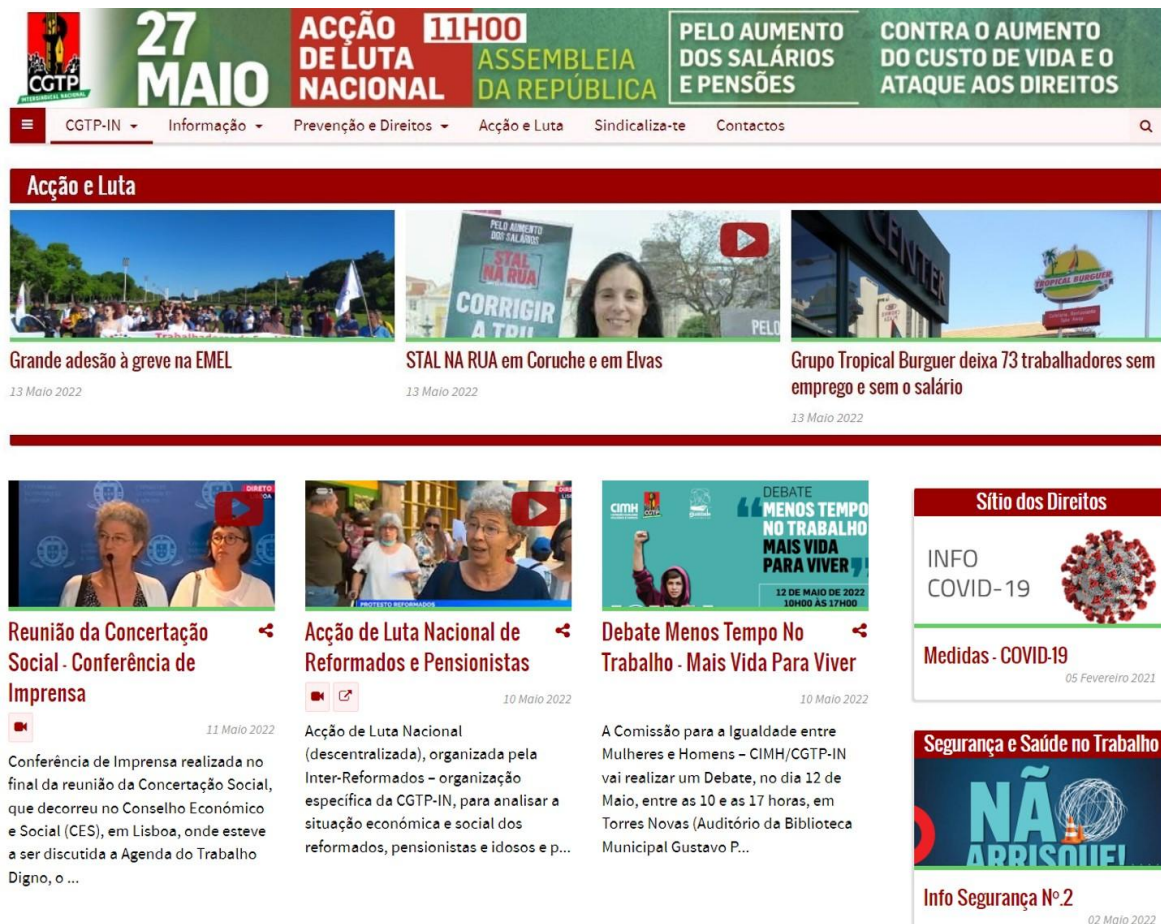 CGTP
INTERSINDICAL NACIONAL
27
MAIO
ACÇÃO
DE LUTA
NACIONAL
11H00
ASSEMBLEIA
DA REPÚBLICA
PELO AUMENTO
DOS SALÁRIOS
E PENSÕES
CONTRA O AUMENTO
DO CUSTO DE VIDA E O
ATAQUE AOS DIREITOS
CGTP-IN Informação Prevenção e Direitos Acção e Luta Sindicaliza-te Contactos
Acção e Luta
PELO AUMENTO
DOS SALÁRIOS
STAL
NA RUA
CORRIGIR
A TRU
PELO
CENTER
TROPICAL BURGUER
Grande adesão à greve na EMEL
13 Maio 2022
STAL NA RUA em Coruche e em Elvas
13 Maio 2022
Grupo Tropical Burguer deixa 73 trabalhadores sem
emprego e sem o salário
13 Maio 2022
DIRETO
LISBOA
Reunião da Concertação
Social - Conferência de
Imprensa
11 Maio 2022
Conferência de Imprensa realizada no
final da reunião da Concertação Social,
que decorreu no Conselho Económico
e Social (CES), em Lisboa, onde esteve
a ser discutida a Agenda do Trabalho
Digno, o ...
PROTESTO REFORMADOS
Acção de Luta Nacional de
Reformados e Pensionistas
10 Maio 2022
Acção de Luta Nacional
(descentralizada), organizada pela
Inter-Reformados – organização
específica da CGTP-IN, para analisar a
situação económica e social dos
reformados, pensionistas e idosos e p...
CIMH
CGTP
DEBATE
MENOS TEMPO
NO TRABALHO
MAIS VIDA
PARA VIVER
12 DE MAIO DE 2022
10H00 ÀS 17H00
Debate Menos Tempo No
Trabalho - Mais Vida Para Viver
10 Maio 2022
A Comissão para a Igualdade entre
Mulheres e Homens – CIMH/CGTP-IN
vai realizar um Debate, no dia 12 de
Maio, entre as 10 e as 17 horas, em
Torres Novas (Auditório da Biblioteca
Municipal Gustavo P...
Sítio dos Direitos
INFO
COVID-19
Medidas - COVID-19
05 Fevereiro 2021
Segurança e Saúde no Trabalho
NÃO
ARRISQUE!
Info Segurança Nº.2
02 Maio 2022